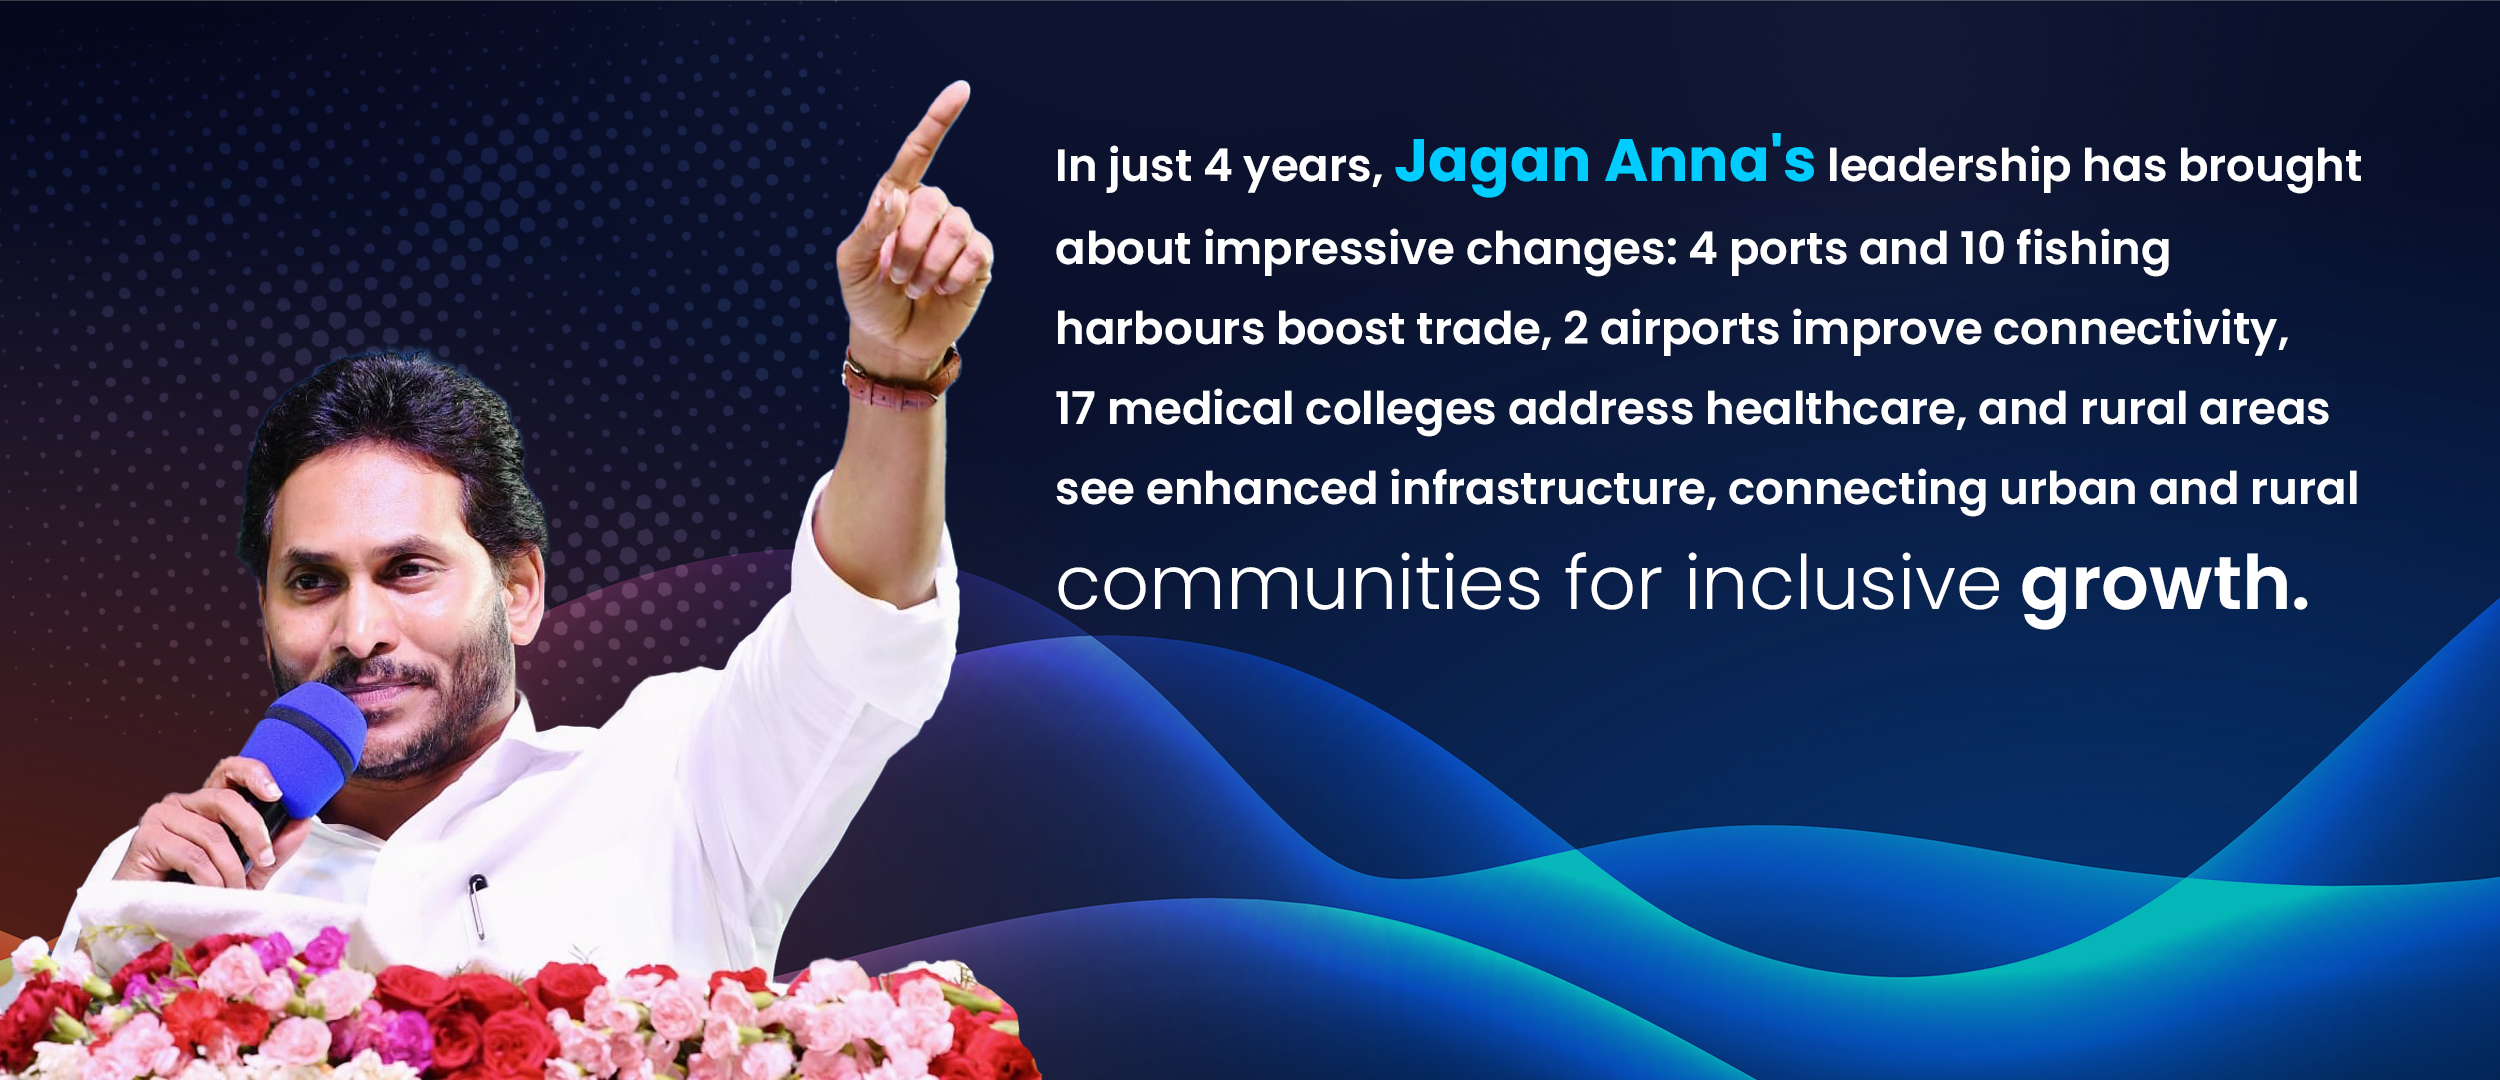 In just 4 years, Jagan Anna's leadership has brought
about impressive changes: 4 ports and 10 fishing
harbours boost trade, 2 airports improve connectivity,
17 medical colleges address healthcare, and rural areas
see enhanced infrastructure, connecting urban and rural
communities for inclusive growth.